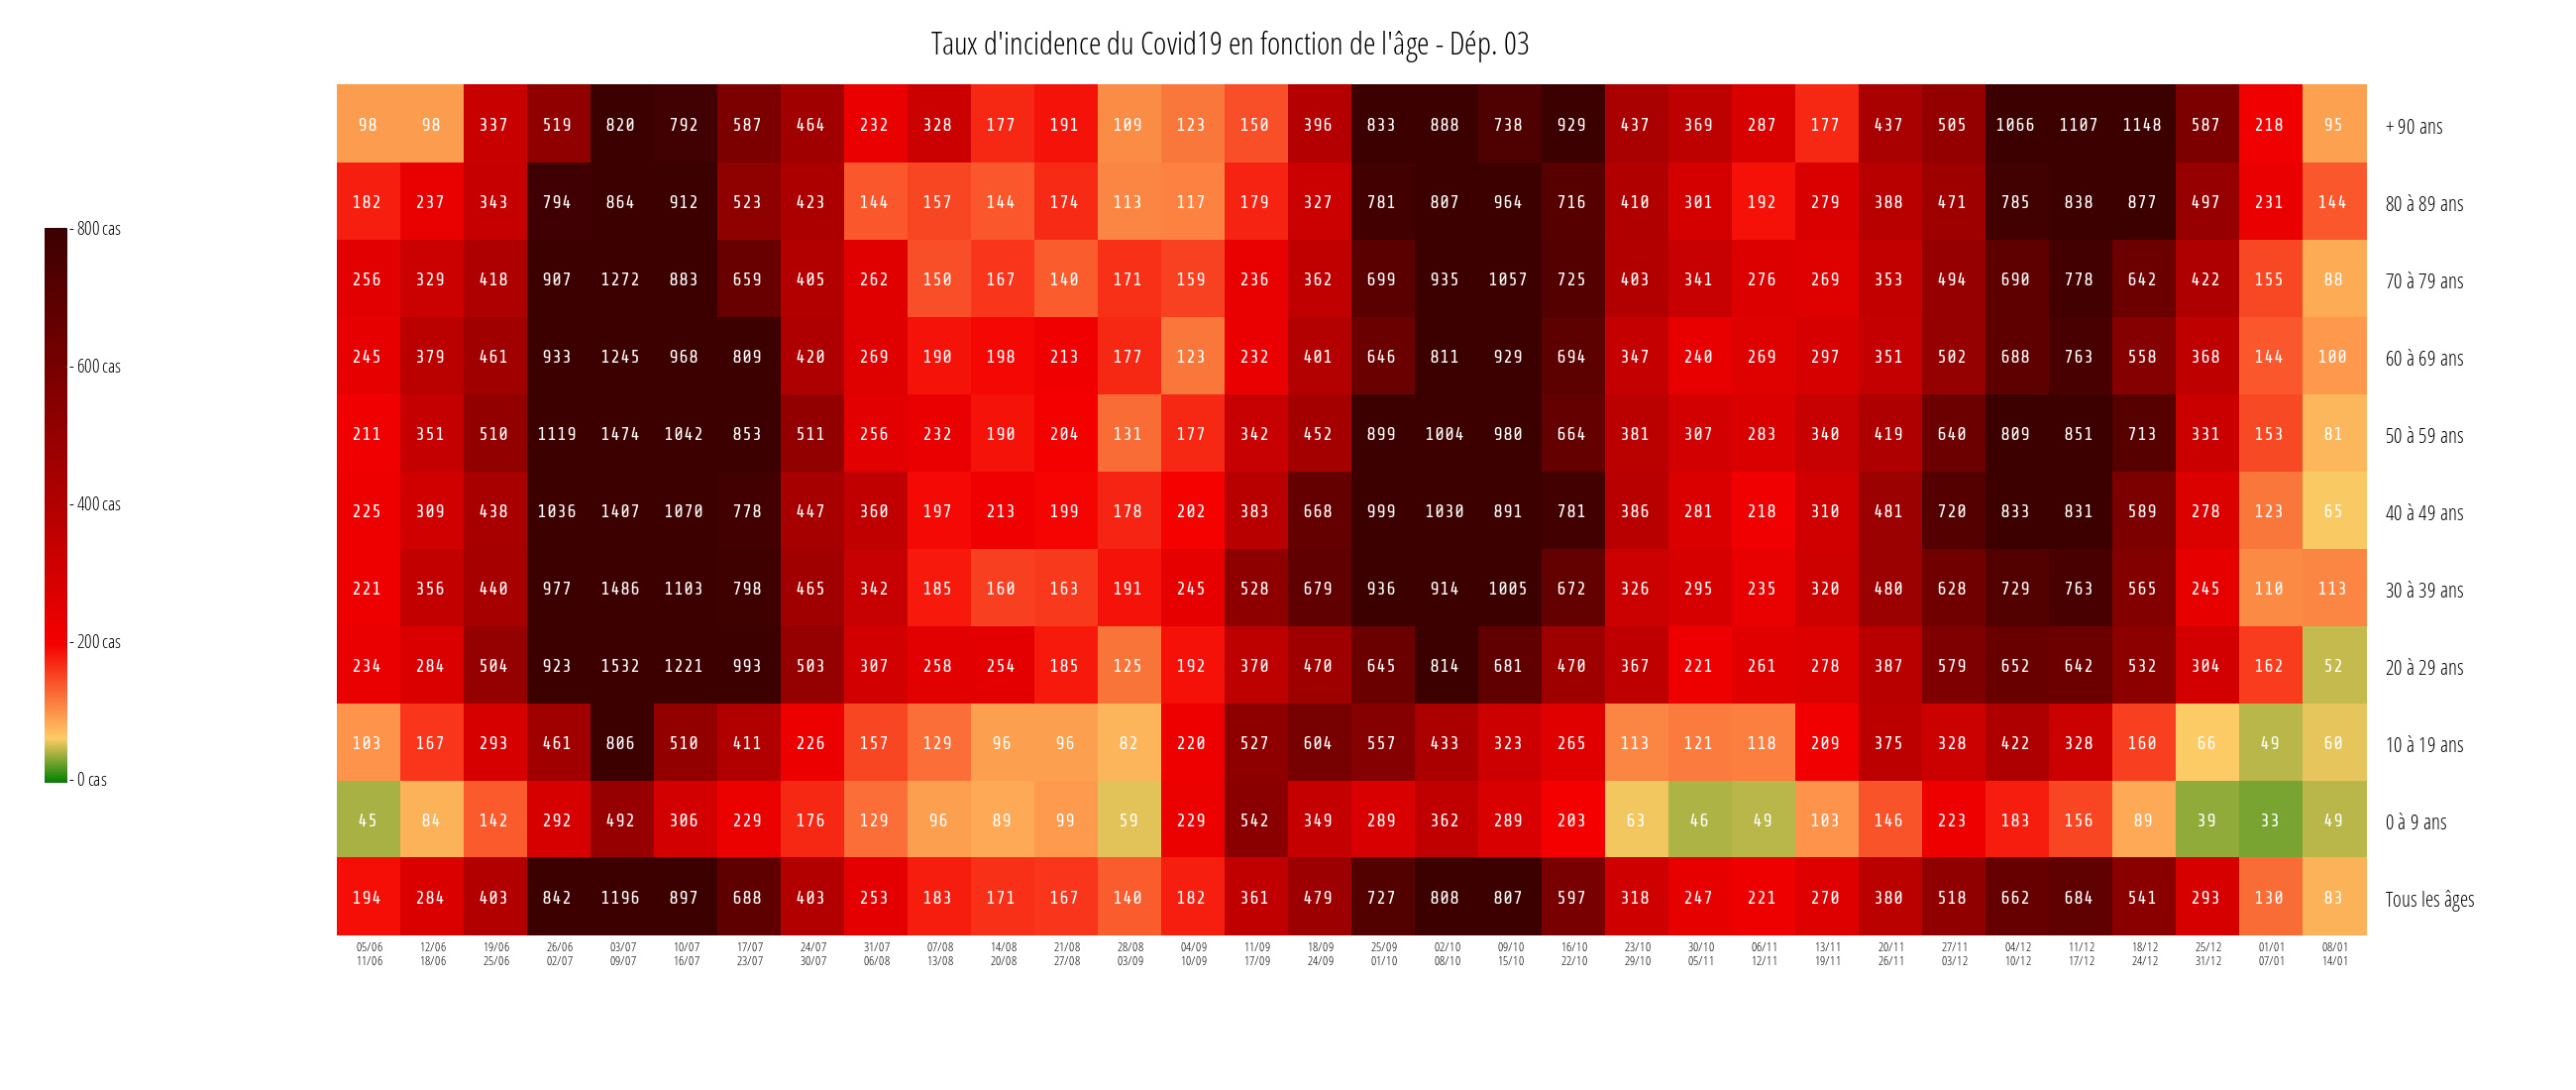 Taux d'incidence du Covid19 en fonction de l'âge - Dép. 03
- 800 cas
- 600 cas
- 400 cas
- 200 cas
- 0 cas
98 98 337 519 820 792 587 464 232 328 177 191 109 123 150 396 833 888 738 929 437 369 287 177 437 505 1066 1107 1148 587 218 95 + 90 ans
182 237 343 794 864 912 523 423 144 157 144 174 113 117 179 327 781 807 964 716 410 301 192 279 388 471 785 838 877 497 231 144 80 à 89 ans
256 329 418 907 1272 883 659 405 262 150 167 140 171 159 236 362 699 935 1057 725 403 341 276 269 353 494 690 778 642 422 155 88 70 à 79 ans
245 379 461 933 1245 968 809 420 269 190 198 213 177 123 232 401 646 811 929 694 347 240 269 297 351 502 688 763 558 368 144 100 60 à 69 ans
211 351 510 1119 1474 1042 853 511 256 232 190 204 131 177 342 452 899 1004 980 664 381 307 283 340 419 640 809 851 713 331 153 81 50 à 59 ans
225 309 438 1036 1407 1070 778 447 360 197 213 199 178 202 383 668 999 1030 891 781 386 281 218 310 481 720 833 831 589 278 123 65 40 à 49 ans
221 356 440 977 1486 1103 798 465 342 185 160 163 191 245 528 679 936 914 1005 672 326 295 235 320 480 628 729 763 565 245 110 113 30 à 39 ans
234 284 504 923 1532 1221 993 503 307 258 254 185 125 192 370 470 645 814 681 470 367 221 261 278 387 579 652 642 532 304 162 52 20 à 29 ans
103 167 293 461 806 510 411 226 157 129 96 96 82 220 527 604 557 433 323 265 113 121 118 209 375 328 422 328 160 66 49 60 10 à 19 ans
45 84 142 292 492 306 229 176 129 96 89 99 59 229 542 349 289 362 289 203 63 46 49 103 146 223 183 156 89 39 33 49 0 à 9 ans
194 284 403 842 1196 897 688 403 253 183 171 167 140 182 361 479 727 808 807 597 318 247 221 270 380 518 662 684 541 293 130 83 Tous les âges
05/06 12/06 19/06 26/06 03/07 10/07 17/07 24/07 31/07 07/08 14/08 21/08 28/08 04/09 11/09 18/09 25/09 02/10 09/10 16/10 23/10 30/10 06/11 13/11 20/11 27/11 04/12 11/12 18/12 25/12 01/01 08/01
11/06 18/06 25/06 02/07 09/07 16/07 23/07 30/07 06/08 13/08 20/08 27/08 03/09 10/09 17/09 24/09 01/10 08/10 15/10 22/10 29/10 05/11 12/11 19/11 26/11 03/12 10/12 17/12 24/12 31/12 07/01 14/01